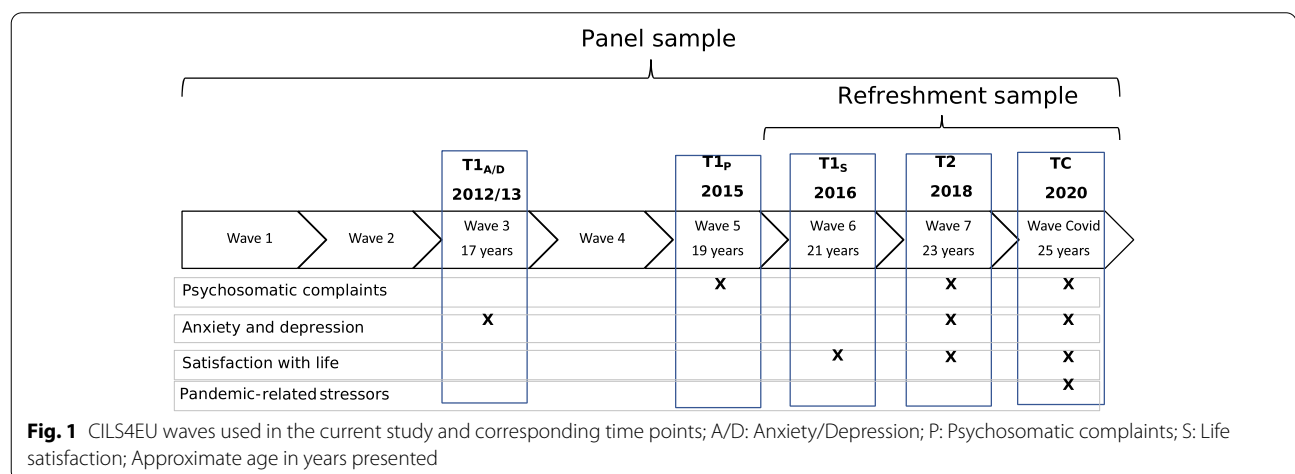 Panel sample
Refreshment sample
T1A/D T1P T1S T2 TC
2012/13 2015 2016 2018 2020
Wave 1 Wave 2 Wave 3 Wave 4 Wave 5 Wave 6 Wave 7 Wave Covid
17 years 19 years 21 years 23 years 25 years
Psychosomatic complaints X X X
Anxiety and depression X X X
Satisfaction with life X X X
Pandemic-related stressors X
Fig. 1 CILS4EU waves used in the current study and corresponding time points; A/D: Anxiety/Depression; P: Psychosomatic complaints; S: Life
satisfaction; Approximate age in years presented